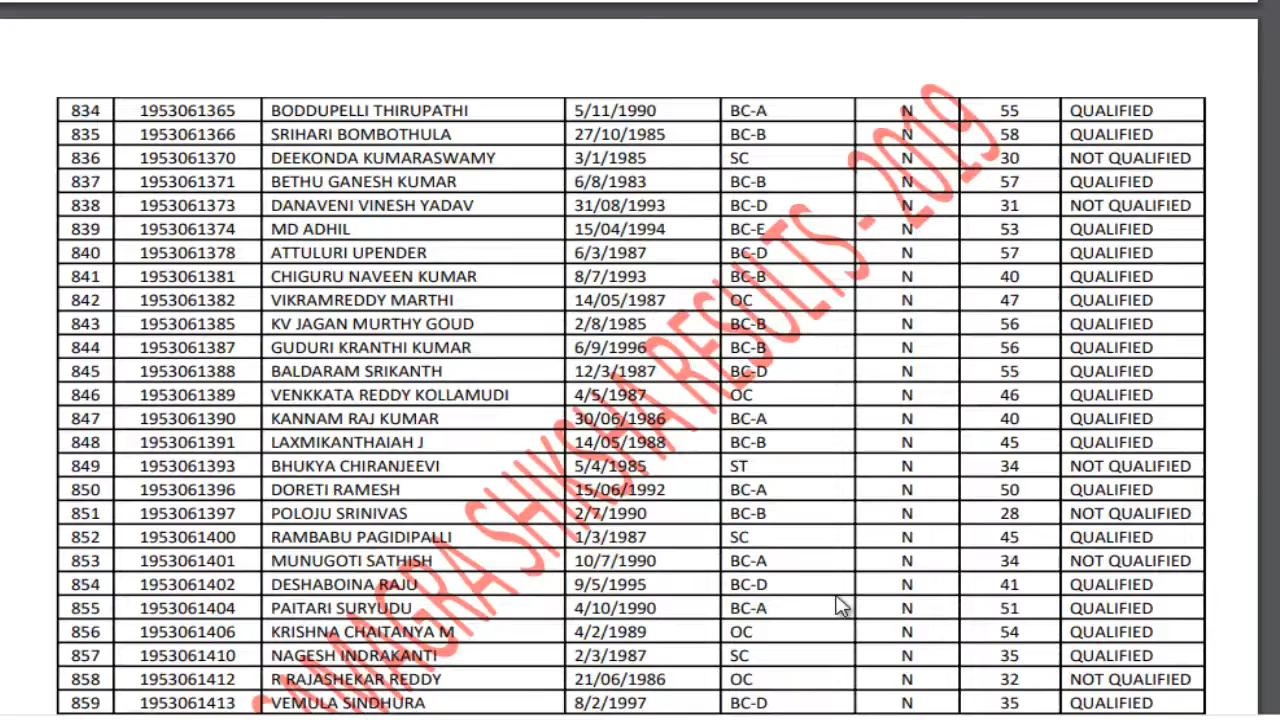 834 1953061365 BODDUPELLI THIRUPATHI 5/11/1990 BC-A N 55 QUALIFIED
835 1953061366 SRIHARI BOMBOTHULA 27/10/1985 BC-B N 58 QUALIFIED
836 1953061370 DEEKONDA KUMARASWAMY 3/1/1985 SC N 30 NOT QUALIFIED
837 1953061371 BETHU GANESH KUMAR 6/8/1983 BC-B N 57 QUALIFIED
838 1953061373 DANAVENI VINESH YADAV 31/08/1993 BC-D N 31 NOT QUALIFIED
839 1953061374 MD ADHIL 15/04/1994 BC-E N 53 QUALIFIED
840 1953061378 ATTULURI UPENDER 6/3/1987 BC-D N 57 QUALIFIED
841 1953061381 CHIGURU NAVEEN KUMAR 8/7/1993 BC-B N 40 QUALIFIED
842 1953061382 VIKRAMREDDY MARTHI 14/05/1987 OC N 47 QUALIFIED
843 1953061385 KV JAGAN MURTHY GOUD 2/8/1985 BC-B N 56 QUALIFIED
844 1953061387 GUDURI KRANTHI KUMAR 6/9/1996 BC-B N 56 QUALIFIED
845 1953061388 BALDARAM SRIKANTH 12/3/1987 BC-D N 55 QUALIFIED
846 1953061389 VENKKATA REDDY KOLLAMUDI 4/5/1987 OC N 46 QUALIFIED
847 1953061390 KANNAM RAJ KUMAR 30/06/1986 BC-A N 40 QUALIFIED
848 1953061391 LAXMIKANTHAIAH J 14/05/1988 BC-B N 45 QUALIFIED
849 1953061393 BHUKYA CHIRANJEEVI 5/4/1985 ST N 34 NOT QUALIFIED
850 1953061396 DORETI RAMESH 15/06/1992 BC-A N 50 QUALIFIED
851 1953061397 POLOJU SRINIVAS 2/7/1990 BC-B N 28 NOT QUALIFIED
852 1953061400 RAMBABU PAGIDIPALLI 1/3/1987 SC N 45 QUALIFIED
853 1953061401 MUNUGOTI SATHISH 10/7/1990 BC-A N 34 NOT QUALIFIED
854 1953061402 DESHABOINA RAJU 9/5/1995 BC-D N 41 QUALIFIED
855 1953061404 PAITARI SURYUDU 4/10/1990 BC-A N 51 QUALIFIED
856 1953061406 KRISHNA CHAITANYA M 4/2/1989 OC N 54 QUALIFIED
857 1953061410 NAGESH INDRAKANTI 2/3/1987 SC N 35 QUALIFIED
858 1953061412 R RAJASHEKAR REDDY 21/06/1986 OC N 32 NOT QUALIFIED
859 1953061413 VEMULA SINDHURA 8/2/1997 BC-D N 35 QUALIFIED
SAMAGRA SHIKSHA RESULTS - 2019